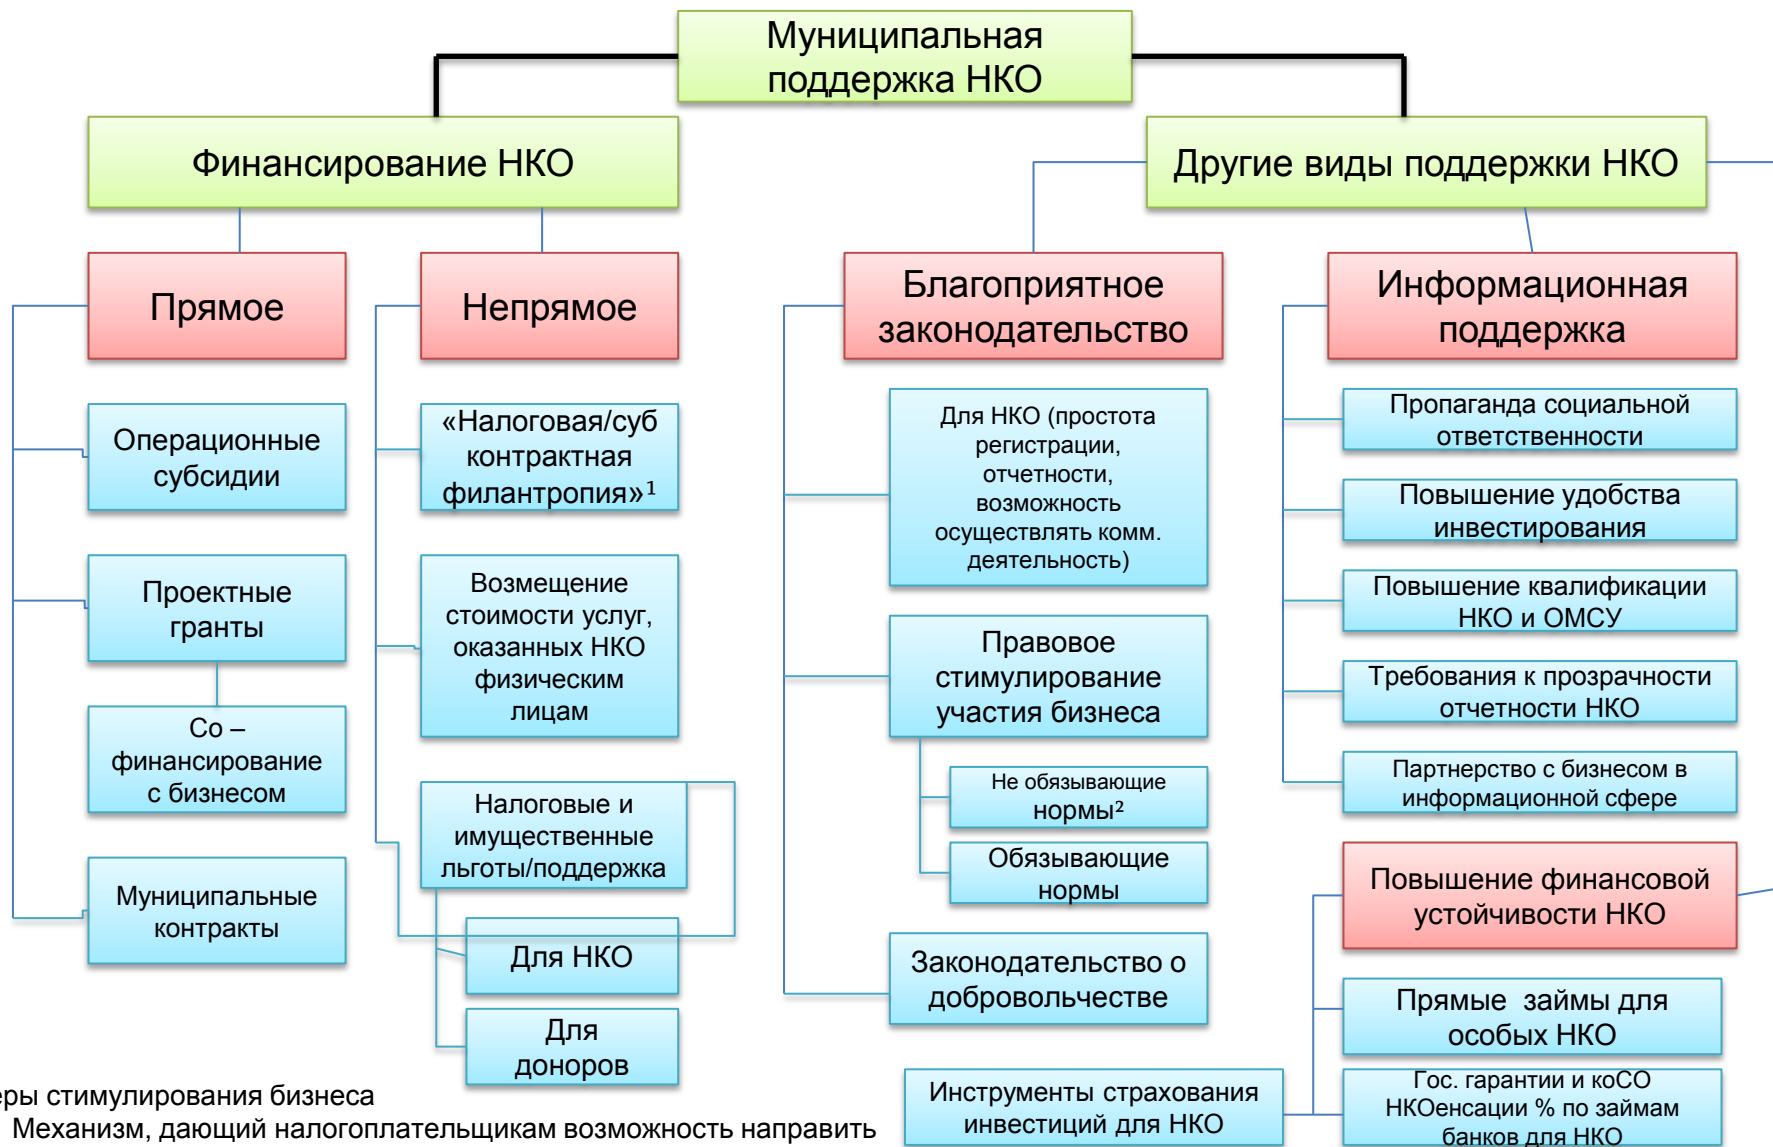 Муниципальная
поддержка НКО
Финансирование НКО
Другие виды поддержки НКО
Прямое
Непрямое
Благоприятное
законодательство
Информационная
поддержка
Операционные
субсидии
Проектные
гранты
Со –
финансирование
с бизнесом
Муниципальные
контракты
«Налоговая/суб
контрактная
филантропия»¹
Возмещение
стоимости услуг,
оказанных НКО
физическим
лицам
Налоговые и
имущественные
льготы/поддержка
Для НКО
Для
доноров
Для НКО (простота
регистрации,
отчетности,
возможность
осуществлять комм.
деятельность)
Правовое
стимулирование
участия бизнеса
Не обязывающие
нормы²
Обязывающие
нормы
Законодательство о
добровольчестве
Пропаганда социальной
ответственности
Повышение удобства
инвестирования
Повышение квалификации
НКО и ОМСУ
Требования к прозрачности
отчетности НКО
Партнерство с бизнесом в
информационной сфере
Повышение финансовой
устойчивости НКО
Прямые займы для
особых НКО
Инструменты страхования
инвестиций для НКО
Гос. гарантии и коСО
НКОенсации % по займам
банков для НКО
еры стимулирования бизнеса
Механизм, дающий налогоплательщикам возможность направить